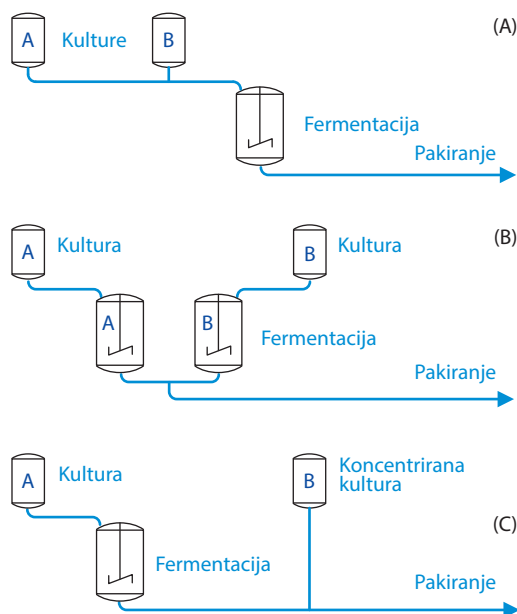 (A)
A Kulture B
Fermentacija
Pakiranje
(B)
A Kultura B Kultura
A B
Fermentacija
Pakiranje
A Kultura B Koncentrirana
kultura
(C)
Fermentacija
Pakiranje